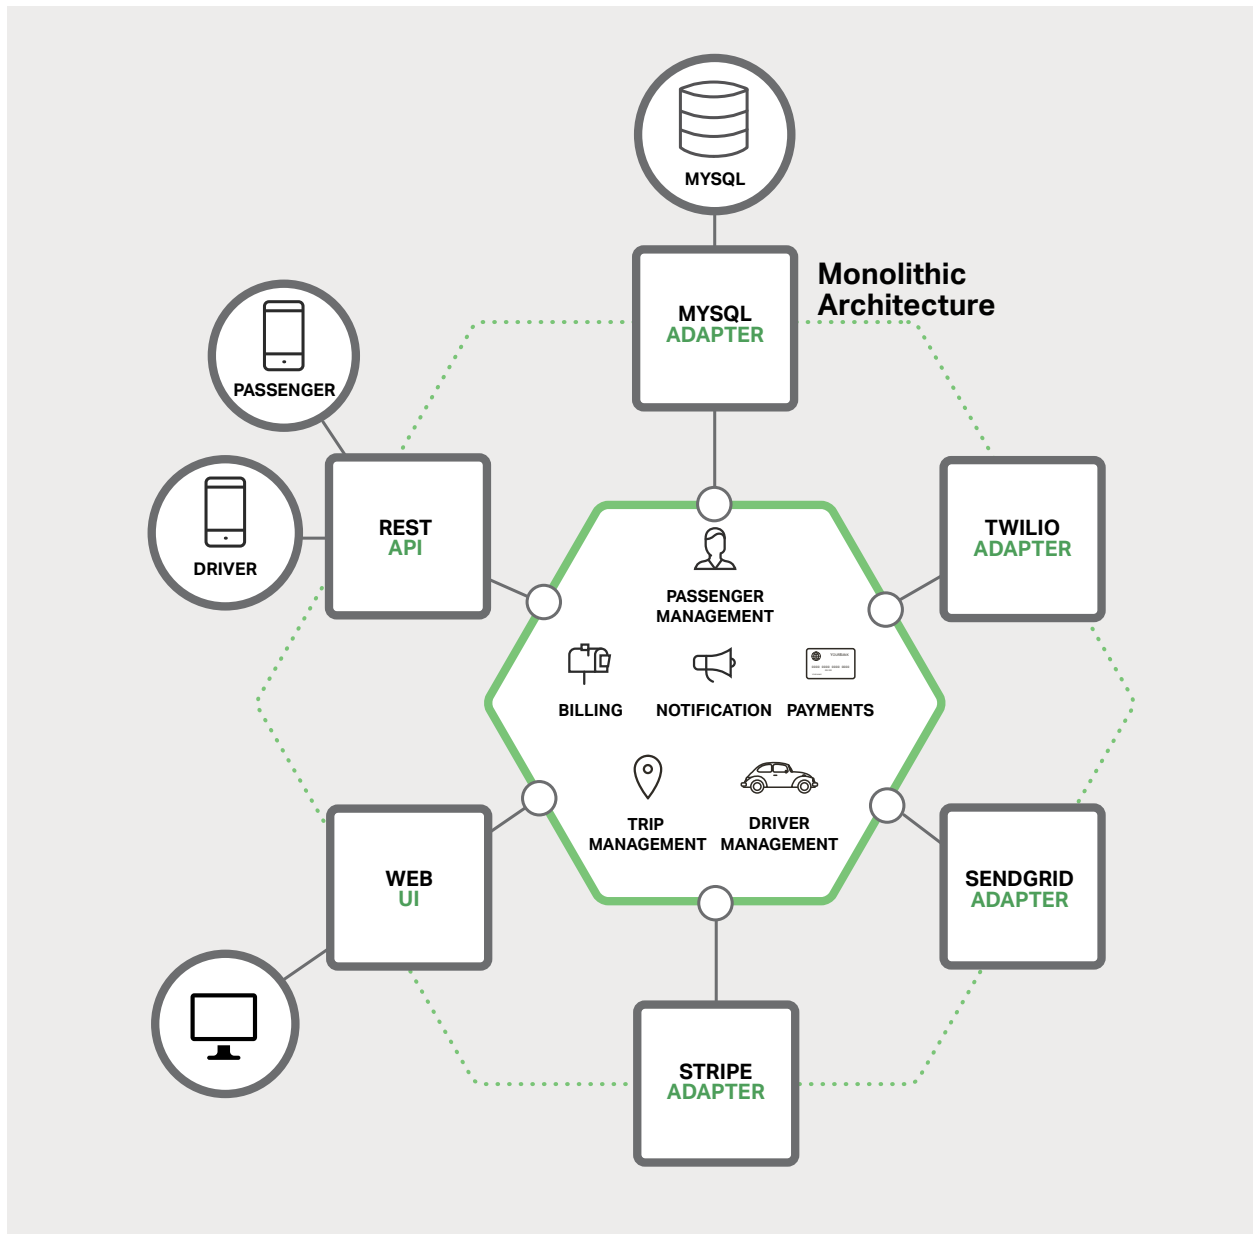 MYSQL
MYSQL
ADAPTER
Monolithic
Architecture
PASSENGER
DRIVER
REST
API
TWILIO
ADAPTER
PASSENGER
MANAGEMENT
BILLING
NOTIFICATION
PAYMENTS
TRIP
MANAGEMENT
DRIVER
MANAGEMENT
WEB
UI
SENDGRID
ADAPTER
STRIPE
ADAPTER